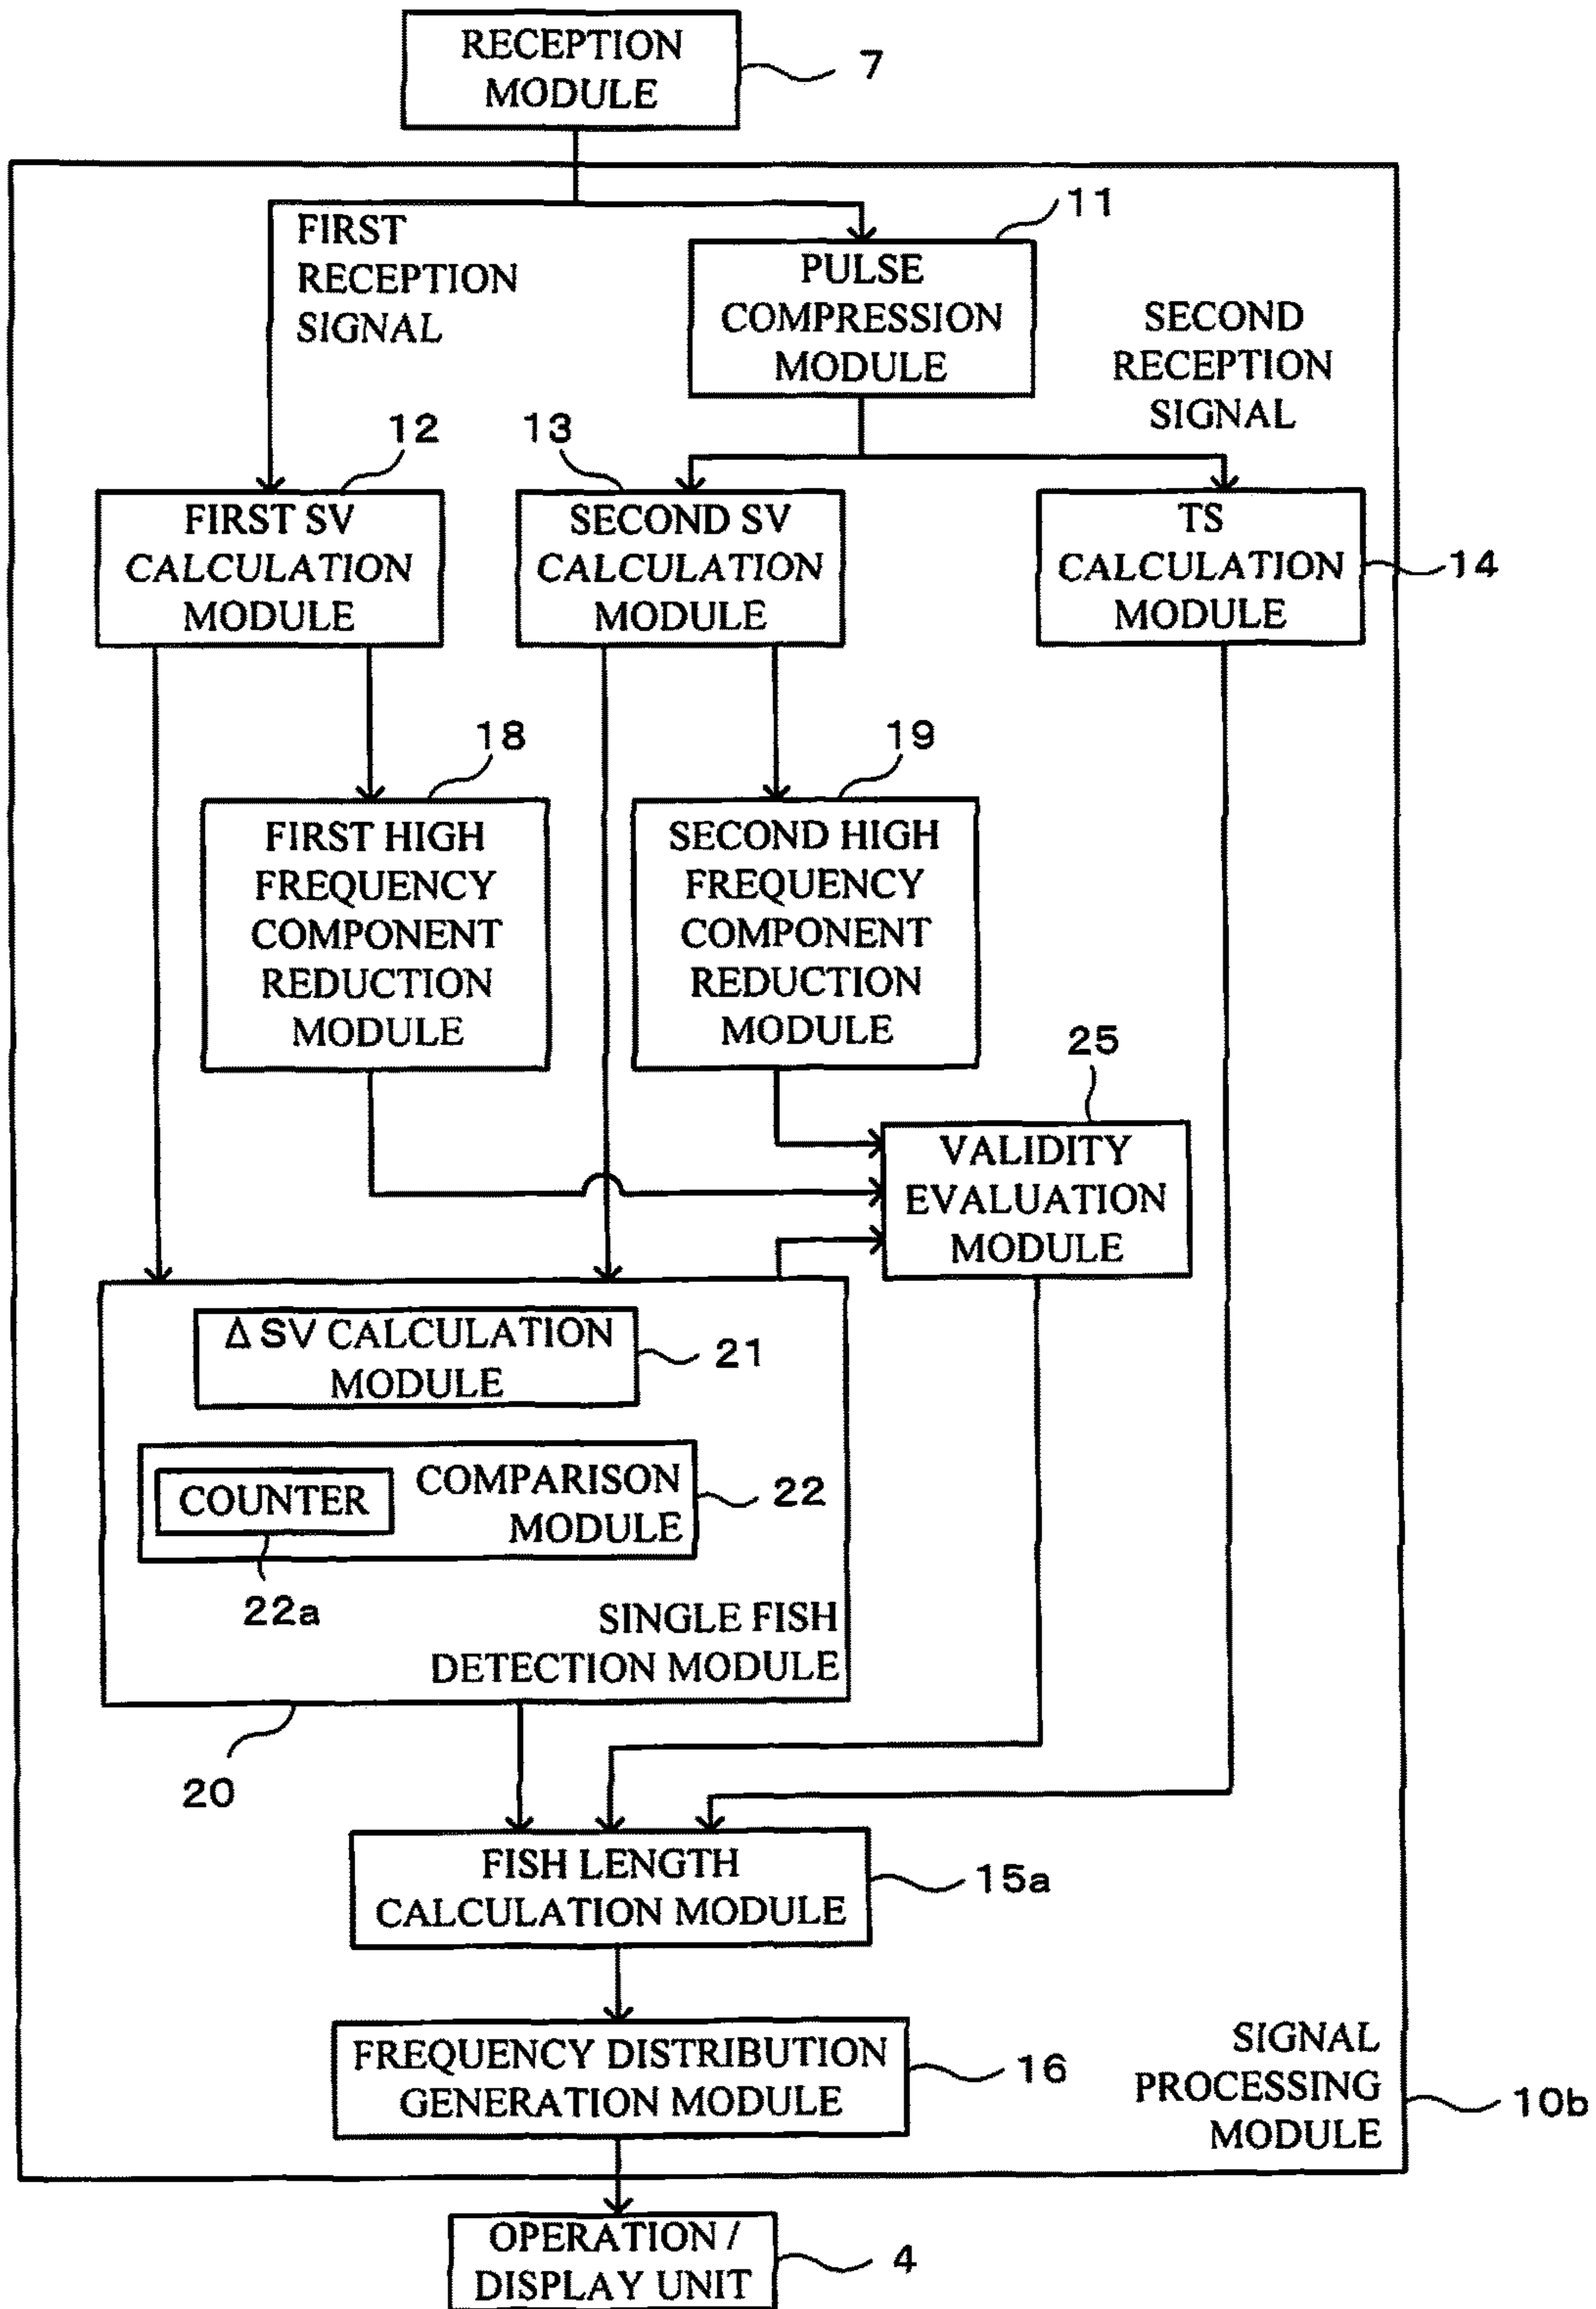 RECEPTION
MODULE
7
FIRST
RECEPTION
SIGNAL
11
PULSE
COMPRESSION
MODULE
SECOND
RECEPTION
SIGNAL
12
13
FIRST SV
CALCULATION
MODULE
SECOND SV
CALCULATION
MODULE
TS
CALCULATION
MODULE
14
18
19
FIRST HIGH
FREQUENCY
COMPONENT
REDUCTION
MODULE
SECOND HIGH
FREQUENCY
COMPONENT
REDUCTION
MODULE
25
VALIDITY
EVALUATION
MODULE
Δ SV CALCULATION
MODULE
21
COUNTER
COMPARISON
MODULE
22
22a
SINGLE FISH
DETECTION MODULE
20
FISH LENGTH
CALCULATION MODULE
15a
FREQUENCY DISTRIBUTION
GENERATION MODULE
16
SIGNAL
PROCESSING
MODULE
10b
OPERATION /
DISPLAY UNIT
4